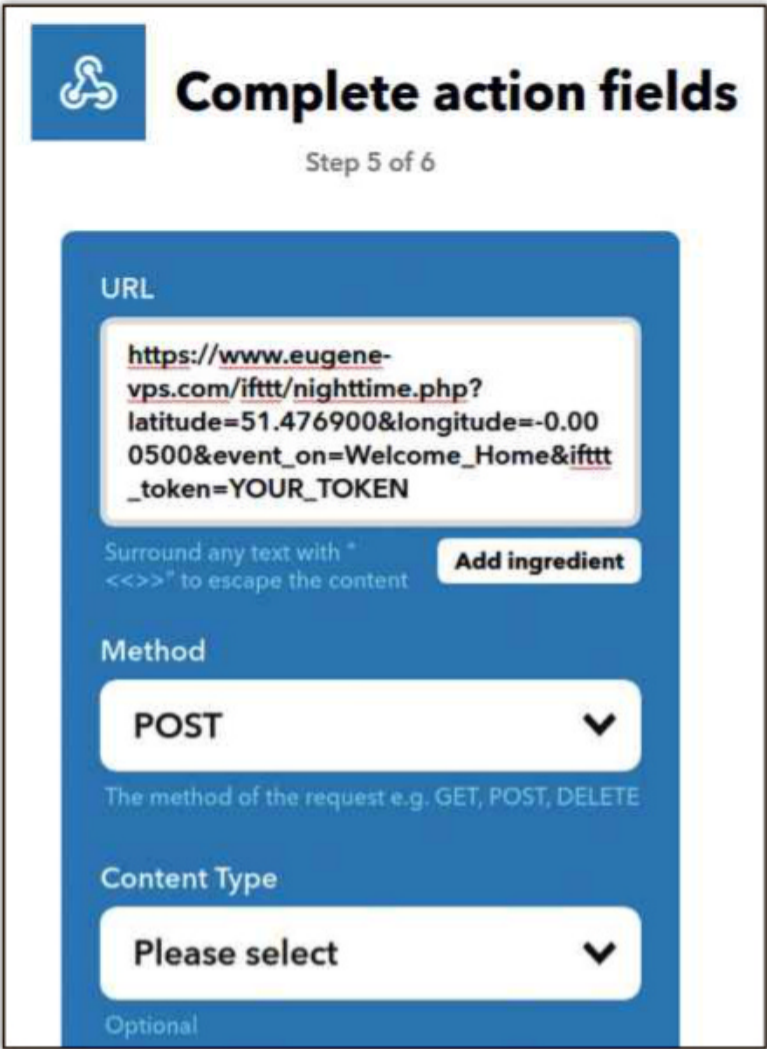 Complete action fields
Step 5 of 6
URL
https://www.eugene-
vps.com/ifttt/nighttime.php?
latitude=51.476900&longitude=-0.00
0500&event_on=Welcome_Home&ifttt
_token=YOUR_TOKEN
Surround any text with "
<<>>" to escape the content
Add ingredient
Method
POST
The method of the request e.g. GET, POST, DELETE
Content Type
Please select
Optional